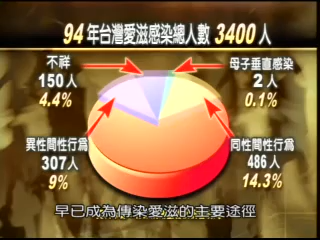 94年台灣愛滋感染總人數3400人
不祥
150人
4.4%
母子垂直感染
2人
0.1%
異性間性行為
307人
9%
同性間性行為
486人
14.3%
早已成為傳染愛滋的主要途徑